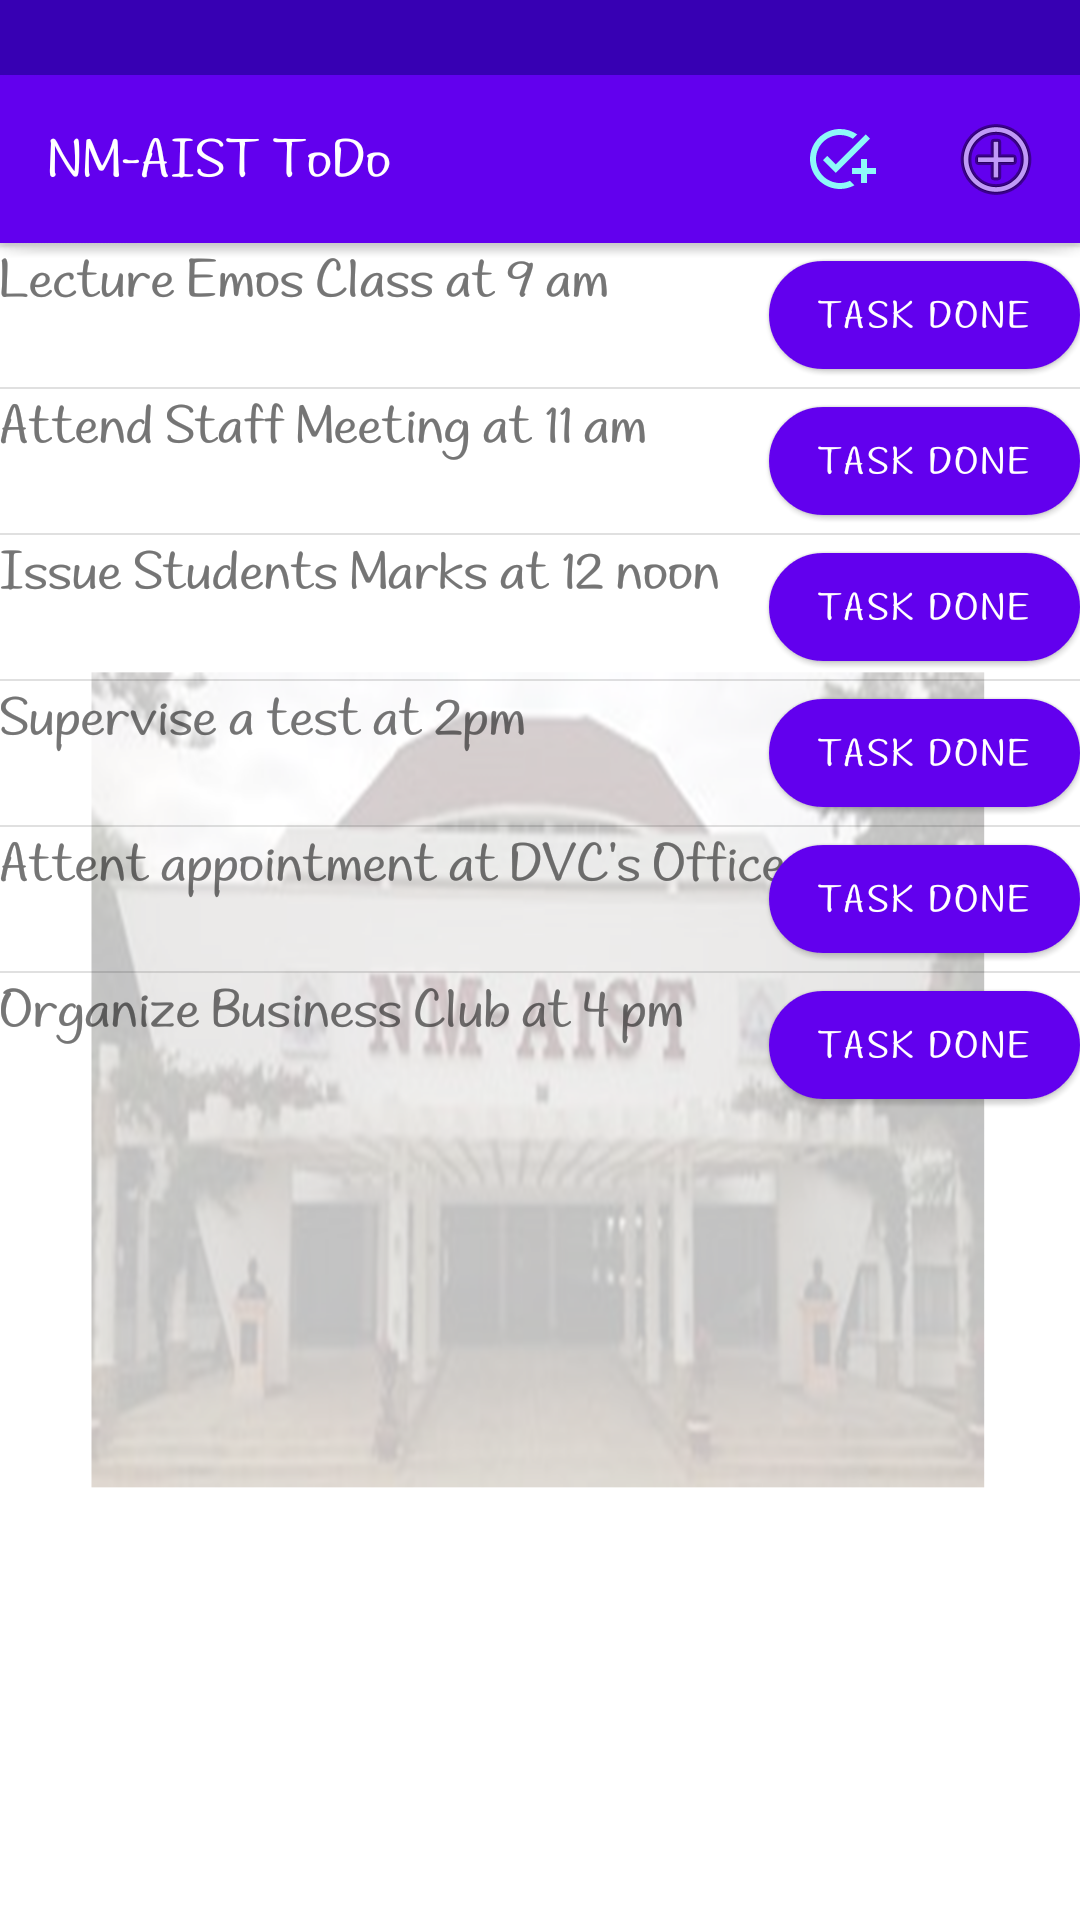 NM-AIST ToDo
Lecture Emos Class at 9 am
TASK DONE
Attend Staff Meeting at 11 am
TASK DONE
Issue Students Marks at 12 noon
TASK DONE
Supervise a test at 2pm
TASK DONE
Attent appointment at DVC's Office
TASK DONE
Organize Business Club at 4 pm
TASK DONE
NM AIST